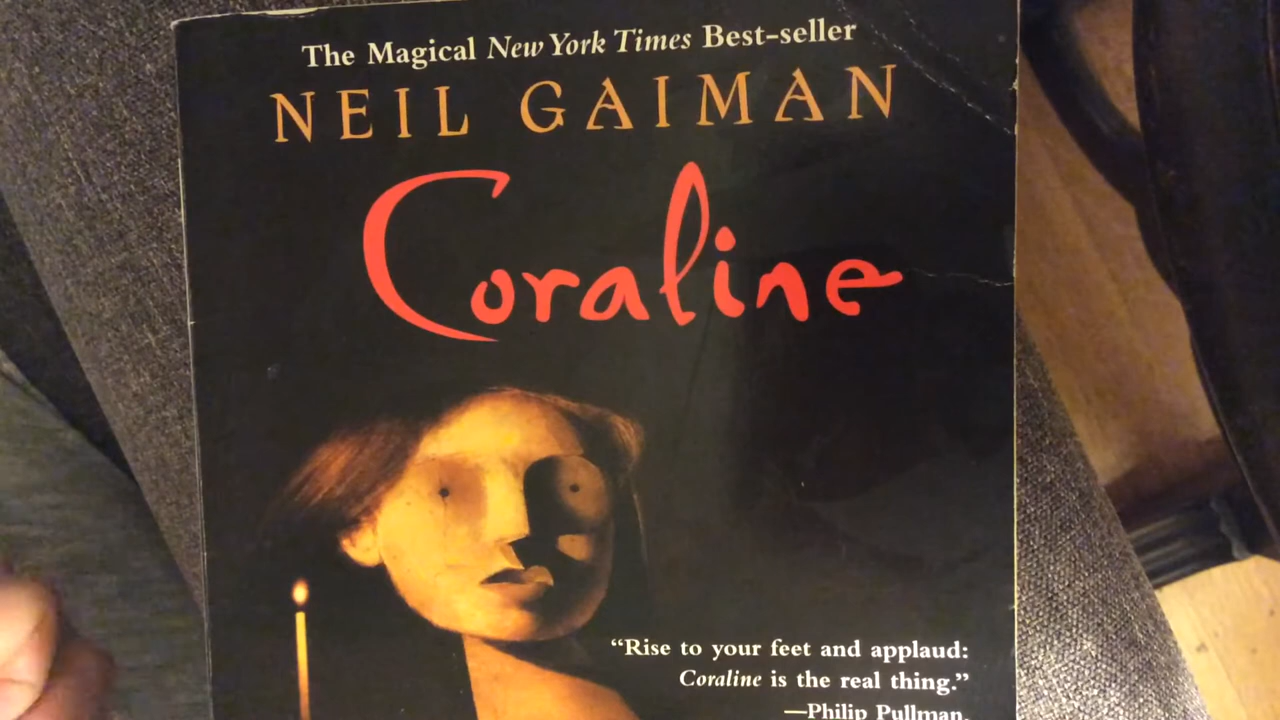 The Magical New York Times Best-seller
NEIL GAIMAN
Coraline
“Rise to your feet and applaud:
Coraline is the real thing.”
—Philip Pullman,